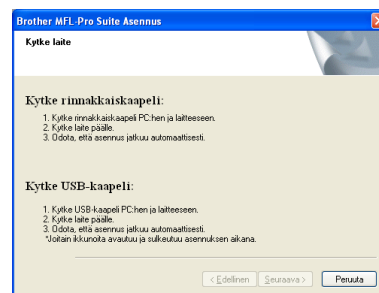 Brother MFL-Pro Suite Asennus
Kytke laite
Kytke rinnakkaiskaapeli:
1. Kytke rinnakkaiskaapeli PC:hen ja laitteeseen.
2. Kytke laite päälle.
3. Odota, että asennus jatkuu automaattisesti.
Kytke USB-kaapeli:
1. Kytke USB-kaapeli PC:hen ja laitteeseen.
2. Kytke laite päälle.
3. Odota, että asennus jatkuu automaattisesti.
*Joitain ikkunoita avautuu ja sulkeutuu asennuksen aikana.
< Edellinen Seuraava > Peruuta